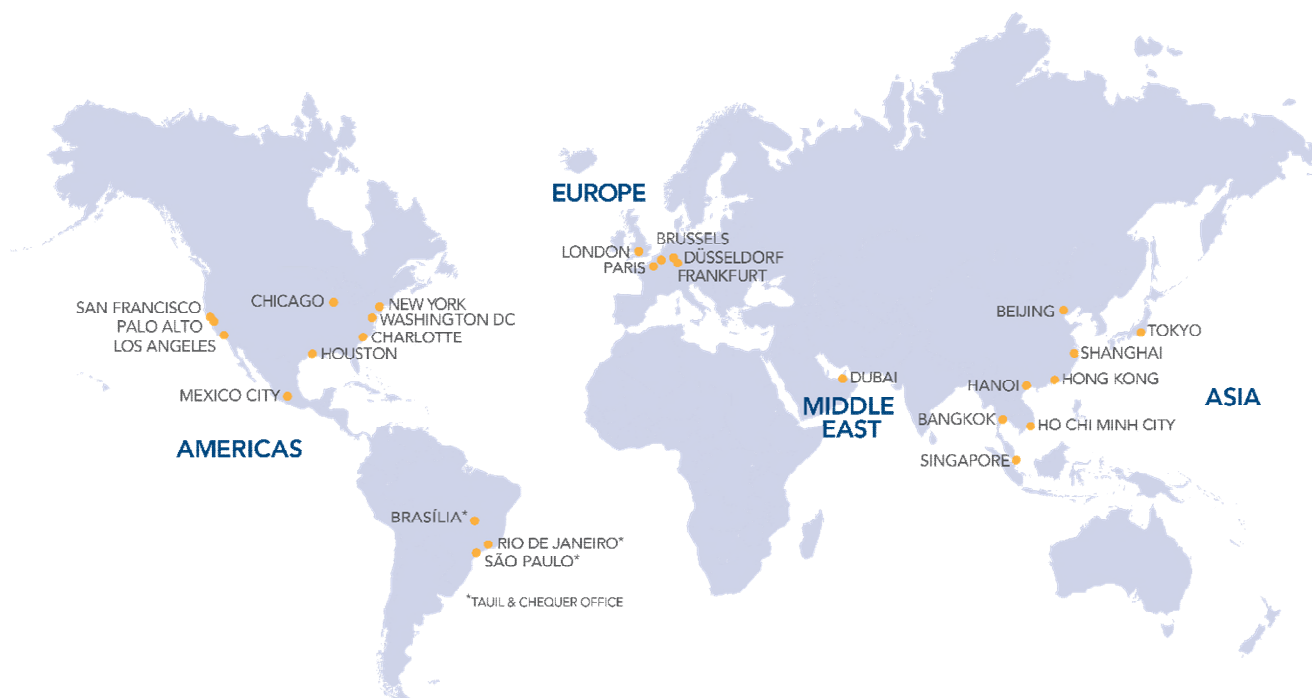 EUROPE
BRUSSELS
LONDON
DÜSSELDORF
PARIS
FRANKFURT
SAN FRANCISCO
PALO ALTO
LOS ANGELES
CHICAGO
NEW YORK
WASHINGTON DC
CHARLOTTE
HOUSTON
MEXICO CITY
AMERICAS
BRASÍLIA*
RIO DE JANEIRO*
SÃO PAULO*
*TAUIL & CHEQUER OFFICE
DUBAI
MIDDLE
EAST
BEIJING
TOKYO
SHANGHAI
HANOI
HONG KONG
BANGKOK
HO CHI MINH CITY
SINGAPORE
ASIA